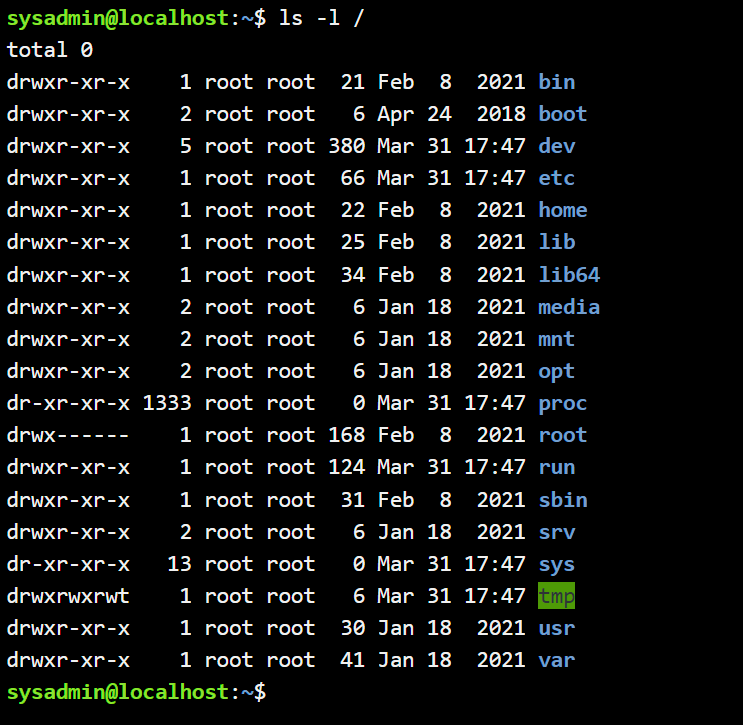 sysadmin@localhost:~$ ls -l /
total 0
drwxr-xr-x    1 root root  21 Feb  8  2021 bin
drwxr-xr-x    2 root root   6 Apr 24  2018 boot
drwxr-xr-x    5 root root 380 Mar 31 17:47 dev
drwxr-xr-x    1 root root  66 Mar 31 17:47 etc
drwxr-xr-x    1 root root  22 Feb  8  2021 home
drwxr-xr-x    1 root root  25 Feb  8  2021 lib
drwxr-xr-x    1 root root  34 Feb  8  2021 lib64
drwxr-xr-x    2 root root   6 Jan 18  2021 media
drwxr-xr-x    2 root root   6 Jan 18  2021 mnt
drwxr-xr-x    2 root root   6 Jan 18  2021 opt
dr-xr-xr-x 1333 root root   0 Mar 31 17:47 proc
drwx------    1 root root 168 Feb  8  2021 root
drwxr-xr-x    1 root root 124 Mar 31 17:47 run
drwxr-xr-x    1 root root  31 Feb  8  2021 sbin
drwxr-xr-x    2 root root   6 Jan 18  2021 srv
dr-xr-xr-x   13 root root   0 Mar 31 17:47 sys
drwxrwxrwt    1 root root   6 Mar 31 17:47 tmp
drwxr-xr-x    1 root root  30 Jan 18  2021 usr
drwxr-xr-x    1 root root  41 Jan 18  2021 var
sysadmin@localhost:~$